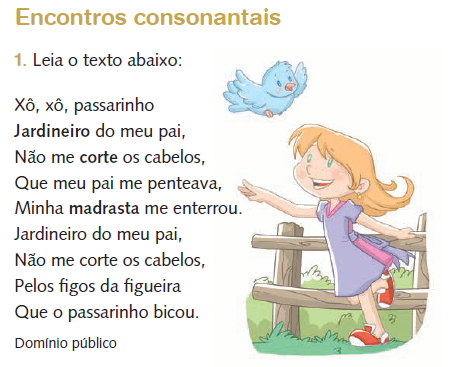 Encontros consonantais
1. Leia o texto abaixo:
Xô, xô, passarinho
Jardineiro do meu pai,
Não me corte os cabelos,
Que meu pai me penteava,
Minha madrasta me enterrou.
Jardineiro do meu pai,
Não me corte os cabelos,
Pelos figos da figueira
Que o passarinho bicou.
Domínio público